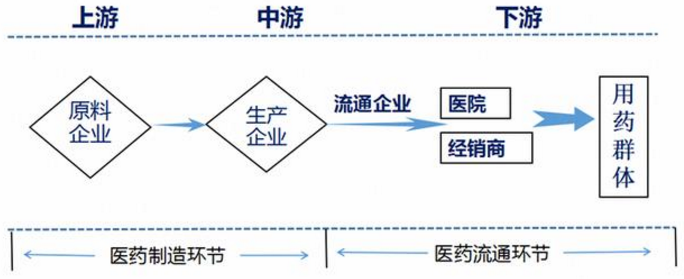 上游
中游
下游
原料
企业
生产
企业
流通企业
医院
经销商
用
药
群
体
医药制造环节
医药流通环节